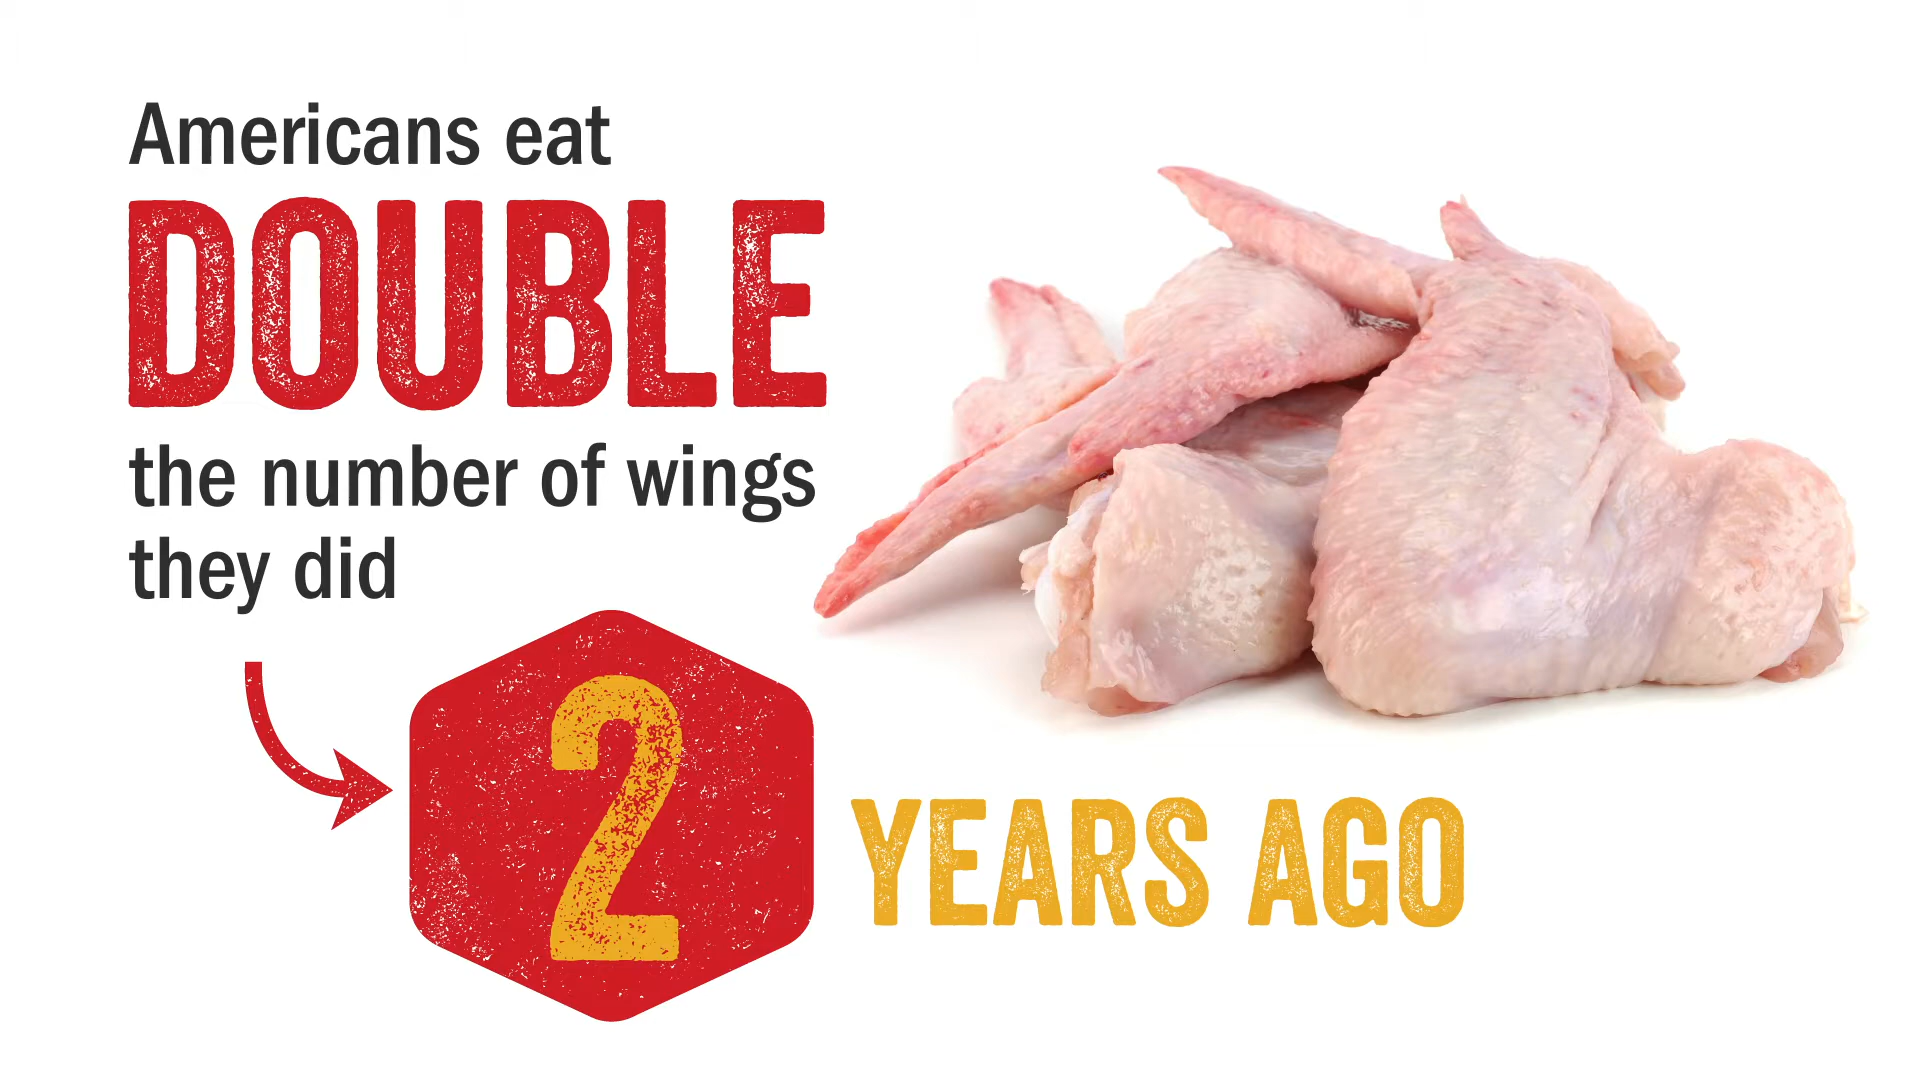 Americans eat
DOUBLE
the number of wings
they did
2
YEARS AGO